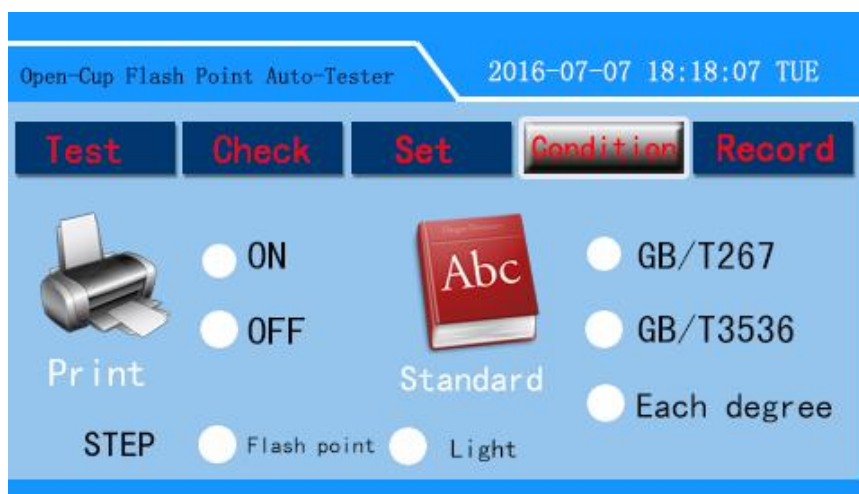 Open-Cup Flash Point Auto-Tester
2016-07-07 18:18:07 TUE
Test Check Set Condition Record
Abc
ON
OFF
Print
Standard
GB/T267
GB/T3536
Each degree
STEP Flash point Light